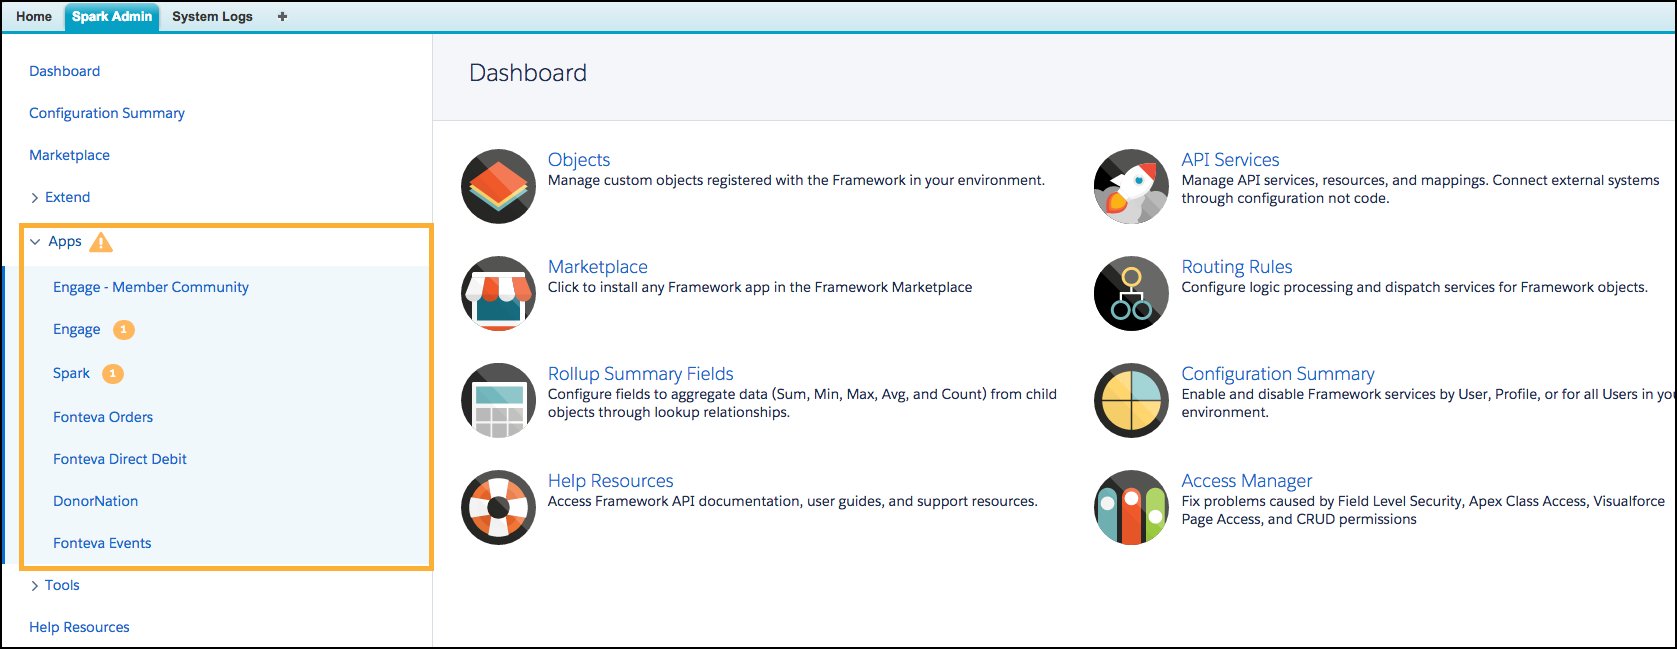 Home Spark Admin System Logs +
Dashboard
Configuration Summary
Marketplace
Extend
Apps
Engage - Member Community
Engage 1
Spark 1
Fonteva Orders
Fonteva Direct Debit
DonorNation
Fonteva Events
Tools
Help Resources
Dashboard
Objects
Manage custom objects registered with the Framework in your environment.
API Services
Manage API services, resources, and mappings. Connect external systems
through configuration not code.
Marketplace
Click to install any Framework app in the Framework Marketplace
Routing Rules
Configure logic processing and dispatch services for Framework objects.
Rollup Summary Fields
Configure fields to aggregate data (Sum, Min, Max, Avg, and Count) from child
objects through lookup relationships.
Configuration Summary
Enable and disable Framework services by User, Profile, or for all Users in you
environment.
Help Resources
Access Framework API documentation, user guides, and support resources.
Access Manager
Fix problems caused by Field Level Security, Apex Class Access, Visualforce
Page Access, and CRUD permissions